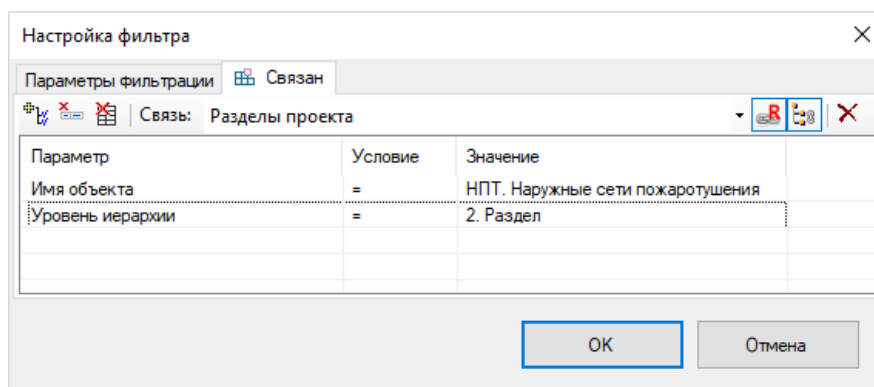 Настройка фильтра
Параметры фильтрации Связан
Связь: Разделы проекта R
Параметр Условие Значение
Имя объекта = НПТ. Наружные сети пожаротушения
Уровень иерархии = 2. Раздел
OK Отмена